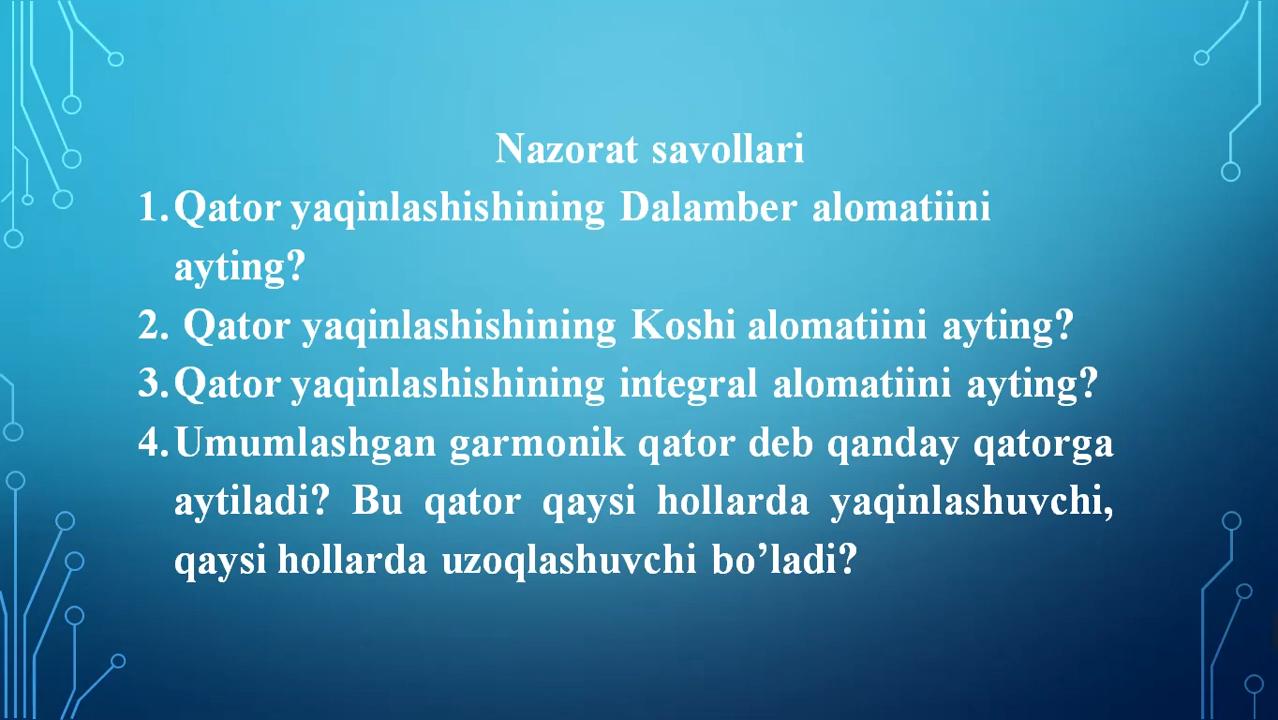 Nazorat savollari
1. Qator yaqinlashishining Dalamber alomatiini
ayting?
2. Qator yaqinlashishining Koshi alomatiini ayting?
3. Qator yaqinlashishining integral alomatiini ayting?
4. Umumlashgan garmonik qator deb qanday qatorga
aytiladi? Bu qator qaysi hollarda yaqinlashuvchi,
qaysi hollarda uzoqlashuvchi bo’ladi?